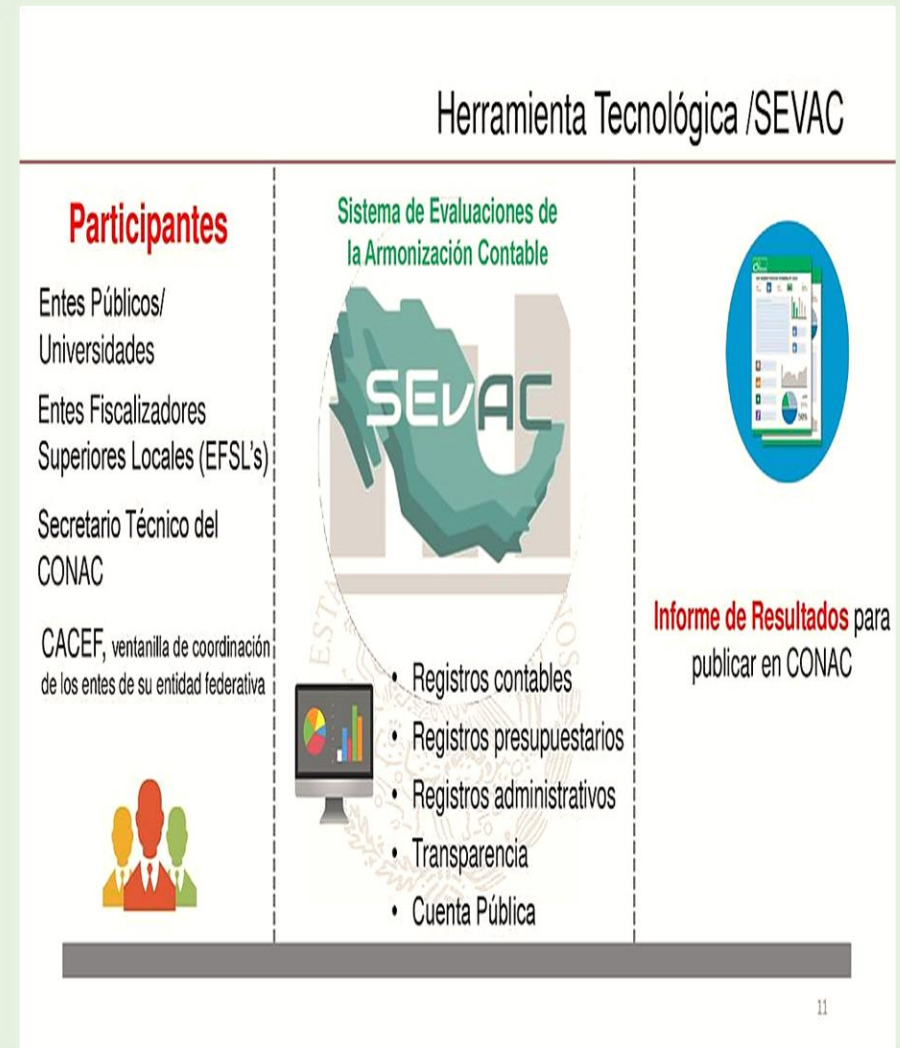 Herramienta Tecnológica /SEVAC
Participantes
Entes Públicos/
Universidades
Entes Fiscalizadores
Superiores Locales (EFSL's)
Secretario Técnico del
CONAC
CACEF, ventanilla de coordinación
de los entes de su entidad federativa
Sistema de Evaluaciones de
la Armonización Contable
SEVAC
• Registros contables
• Registros presupuestarios
• Registros administrativos
• Transparencia
• Cuenta Pública
Informe de Resultados para
publicar en CONAC
11